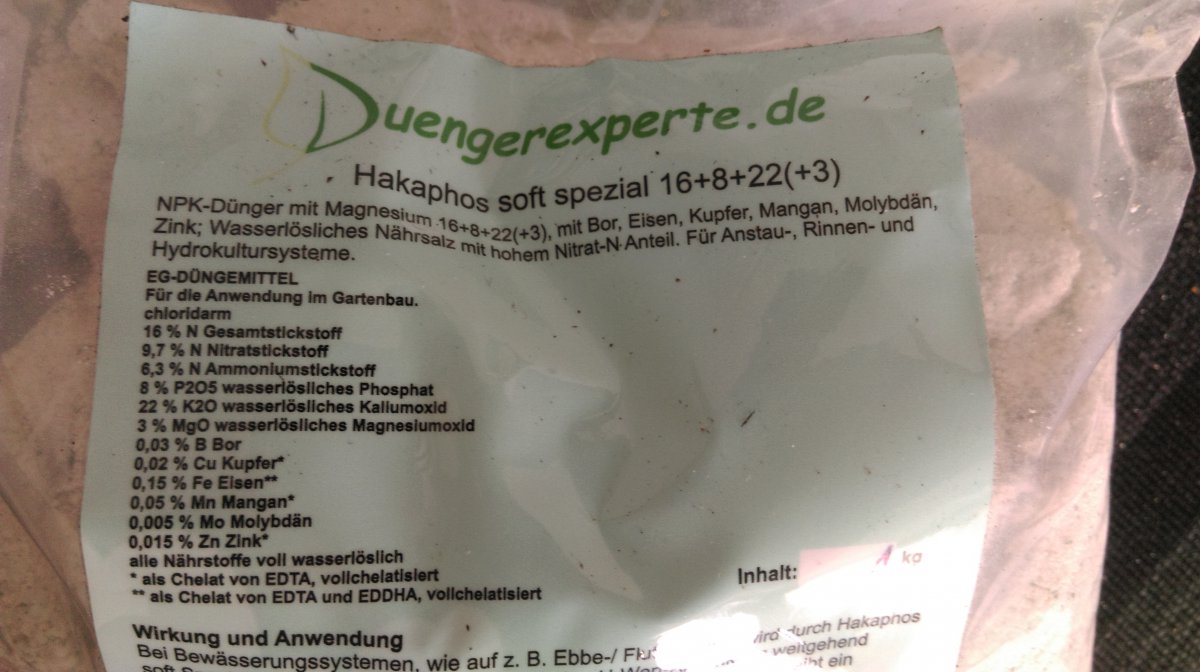 Duengerexperte.de
Hakaphos soft spezial 16+8+22(+3)
NPK-Dünger mit Magnesium 16+8+22(+3), mit Bor, Eisen, Kupfer, Mangan, Molybdän,
Zink; Wasserlösliches Nährsalz mit hohem Nitrat-N-Anteil. Für Anstau-, Rinnen- und
Hydrokultursysteme.
EG-DÜNGEMITTEL
Für die Anwendung im Gartenbau.
chloridarm
16 % N Gesamtstickstoff
9,7 % N Nitratstickstoff
6,3 % N Ammoniumstickstoff
8 % P2O5 wasserlösliches Phosphat
22 % K2O wasserlösliches Kaliumoxid
3 % MgO wasserlösliches Magnesiumoxid
0,03 % B Bor
0,02 % Cu Kupfer*
0,15 % Fe Eisen**
0,05 % Mn Mangan*
0,005 % Mo Molybdän
0,015 % Zn Zink*
alle Nährstoffe voll wasserlöslich
* als Chelat von EDTA, vollchelatisiert
** als Chelat von EDTA und EDDHA, vollchelatisiert
Inhalt: 1 kg
Wirkung und Anwendung
Bei Bewässerungssystemen, wie auf z. B. Ebbe-/ wird durch Hakaphos
soft weitgehend
ein